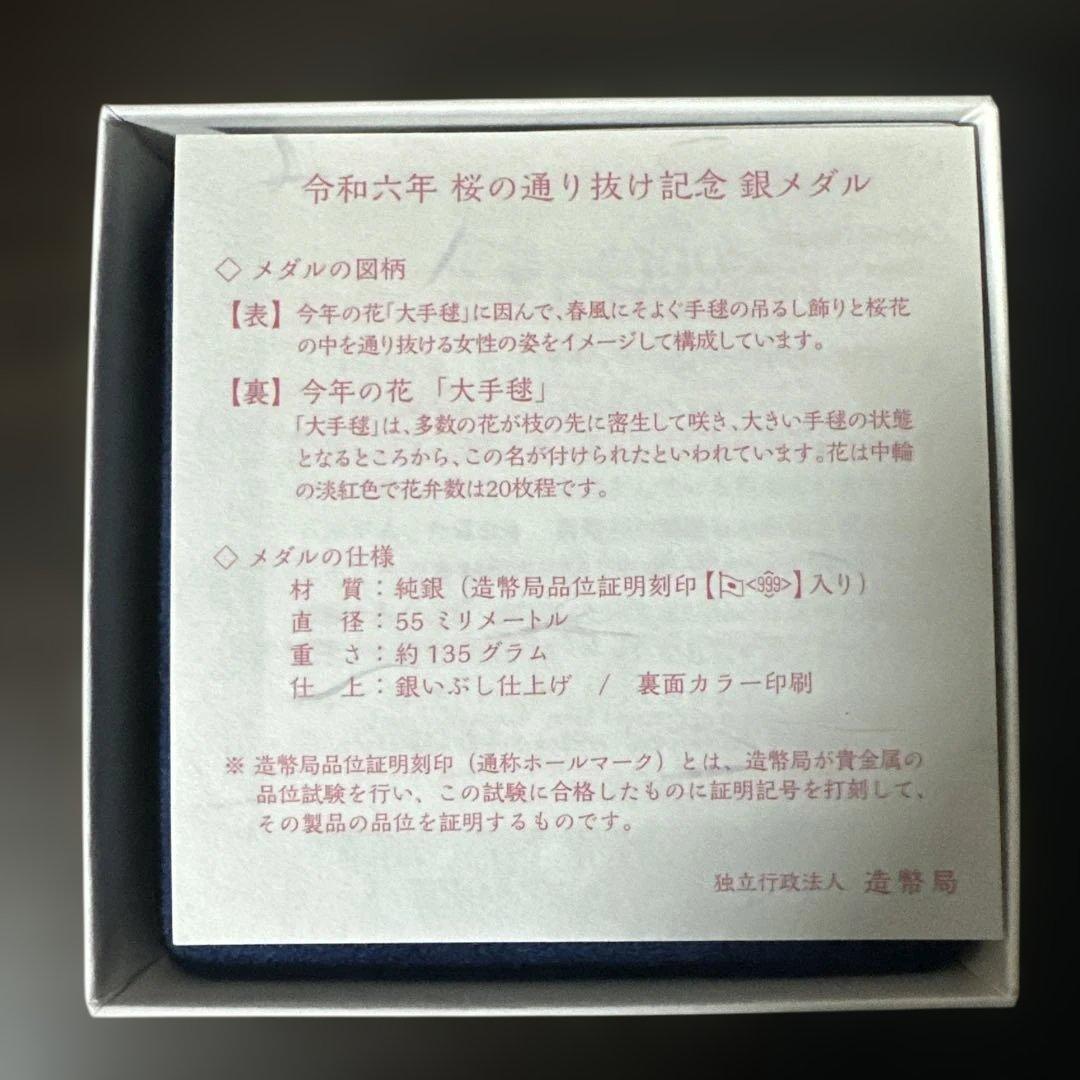 令和六年 桜の通り抜け記念 銀メダル
◇ メダルの図柄
【表】 今年の花「大手毬」に因んで、春風にそよぐ手毬の吊るし飾りと桜花
の中を通り抜ける女性の姿をイメージして構成しています。
【裏】 今年の花 「大手毬」
「大手毬」は、多数の花が枝の先に密生して咲き、大きい手毬の状態
となるところから、この名が付けられたといわれています。花は中輪
の淡紅色で花弁数は20枚程です。
◇ メダルの仕様
材 質：純銀（造幣局品位証明刻印【<999>】入り）
直 径：55 ミリメートル
重 さ：約 135 グラム
仕 上：銀いぶし仕上げ / 裏面カラー印刷
※ 造幣局品位証明刻印（通称ホールマーク）とは、造幣局が貴金属の
品位試験を行い、この試験に合格したものに証明記号を打刻して、
その製品の品位を証明するものです。
独立行政法人 造幣局